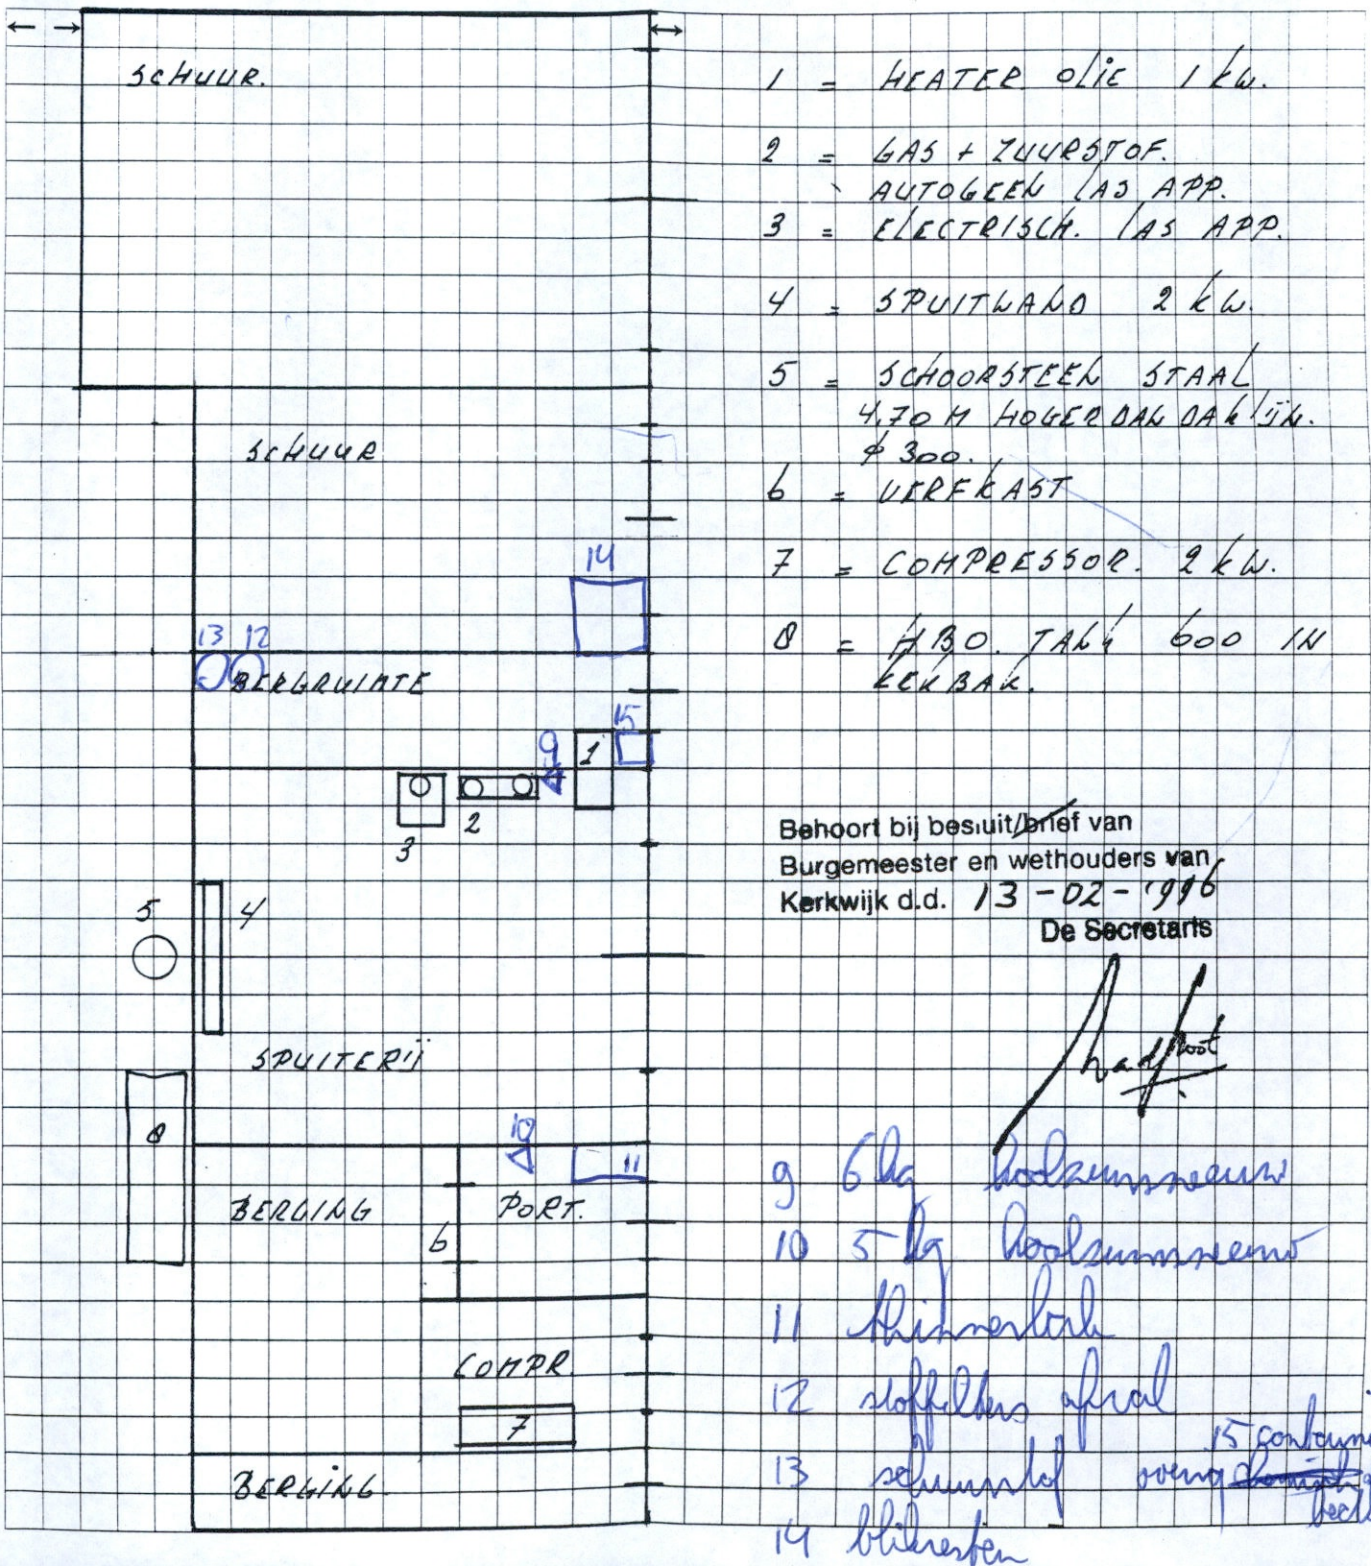 SCHUUR.
1 = HEATER OLIE 1 KW.
2 = GAS + ZUURSTOF.
AUTOGEEN LAS APP.
3 = ELECTRISCH. LAS APP.
4 = SPUITWAND 2 KW.
5 = SCHOORSTEEN STAAL
4,70 M HOGER DAN DAKLIJN.
ø 300.
6 = VERFKAST
7 = COMPRESSOR. 2 KW.
8 = HBO. TANK 600 IN
LEKBAK.
SCHUUR
14
13 12
BERGRUIMTE
15
9 1
2
3
5 4
SPUITERIJ
8
10
11
BERGING
PORT.
6
COMPR.
7
BERGING
Behoort bij besluit/brief van
Burgemeester en wethouders van
Kerkwijk d.d. 13-02-1996
De Secretaris
9 6 kg koolzuursneeuw
10 5 kg koolzuursneeuw
11 thinnerbak
12 stoffilters afval
15
13 overig
14 blikresten